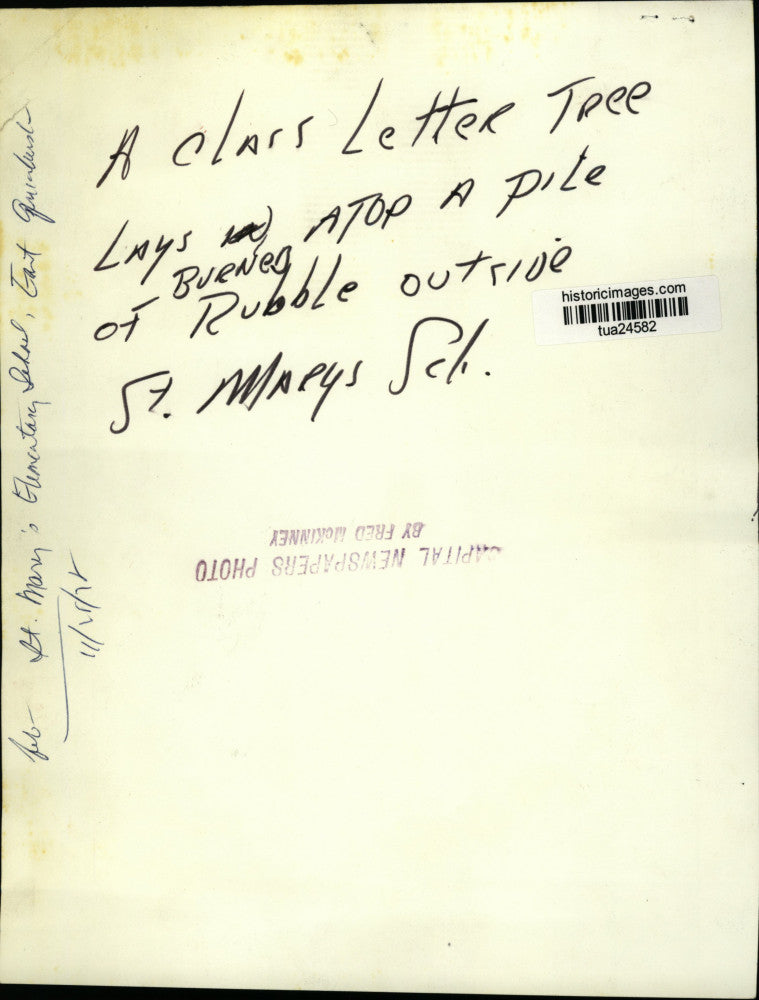 A Class Letter Tree
Lays Burned ATOP A Pile
of Rubble outside
St. Marys Sch.
historicimages.com
tua24582
CAPITAL NEWSPAPERS PHOTO
BY FRED McKINNEY
St. Mary's Elementary School, East